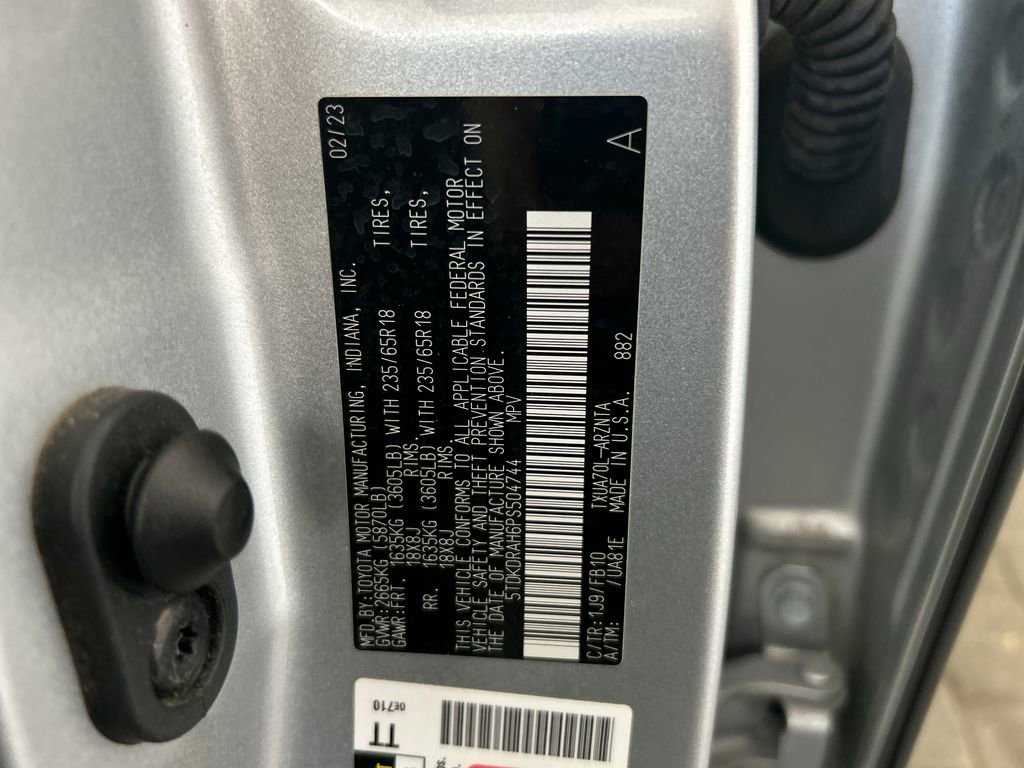 MFD.BY:TOYOTA MOTOR MANUFACTURING, INDIANA, INC. 02/23
GVWR:2665KG (5870LB)
GAWR:FRT. 1635KG (3605LB) WITH 235/65R18 TIRES,
18X8J RIMS.
RR. 1635KG (3605LB) WITH 235/65R18 TIRES,
18X8J RIMS.
THIS VEHICLE CONFORMS TO ALL APPLICABLE FEDERAL MOTOR
VEHICLE SAFETY AND THEFT PREVENTION STANDARDS IN EFFECT ON
THE DATE OF MANUFACTURE SHOWN ABOVE.
5TDKDRAH6PS504744 MPV
C/TR:1J9/FB10 TXUA70L-ARZNTA
A/TM: /UA81E MADE IN U.S.A. 882 A
0E710
TT